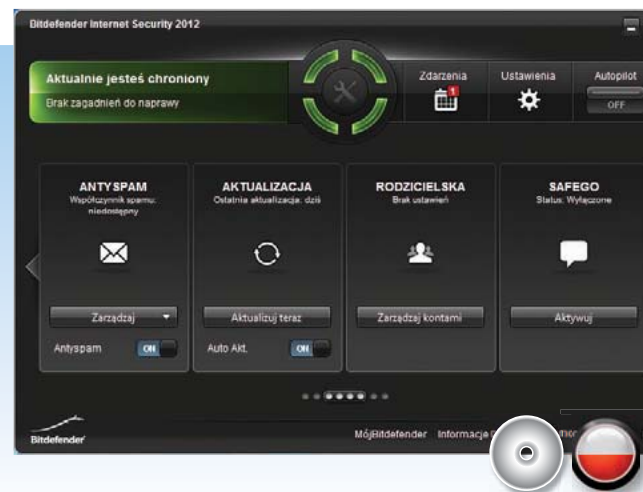 Bitdefender Internet Security 2012
Aktualnie jesteś chroniony
Brak zagadnień do naprawy
Zdarzenia
1
Ustawienia
Autopilot
OFF
ANTYSPAM
Współczynnik spamu:
niedostępny
Zarządzaj
Antyspam ON
AKTUALIZACJA
Ostatnia aktualizacja: dziś
Aktualizuj teraz
Auto Akt. ON
RODZICIELSKA
Brak ustawień
Zarządzaj kontami
SAFEGO
Status: Wyłączone
Aktywuj
Bitdefender
MójBitdefender Informacje